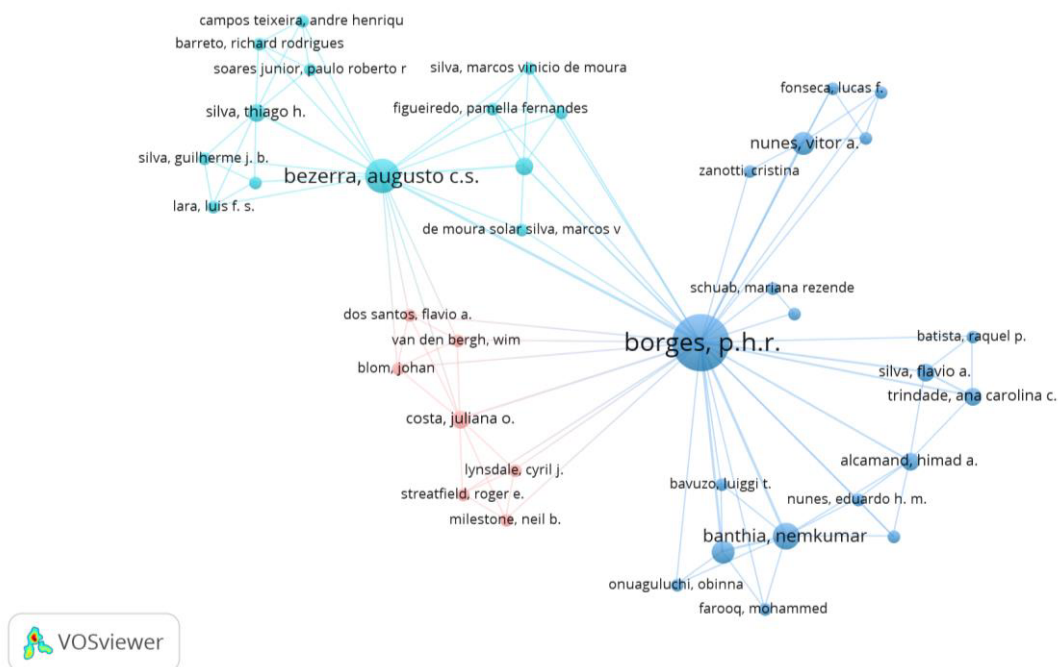 campos teixeira, andre henriqu
barreto, richard rodrigues
soares junior, paulo roberto r
silva, marcos vinicio de moura
fonseca, lucas f.
silva, thiago h.
figueiredo, pamella fernandes
nunes, vitor a.
silva, guilherme j. b.
zanotti, cristina
bezerra, augusto c.s.
lara, luis f. s.
de moura solar silva, marcos v
schuab, mariana rezende
dos santos, flavio a.
van den bergh, wim
borges, p.h.r.
batista, raquel p.
blom, johan
silva, flavio a.
trindade, ana carolina c.
costa, juliana o.
alcamand, himad a.
lynsdale, cyril j.
bavuzo, luiggi t.
streatfield, roger e.
nunes, eduardo h. m.
milestone, neil b.
banthia, nemkumar
onuaguluchi, obinna
farooq, mohammed
VOSviewer